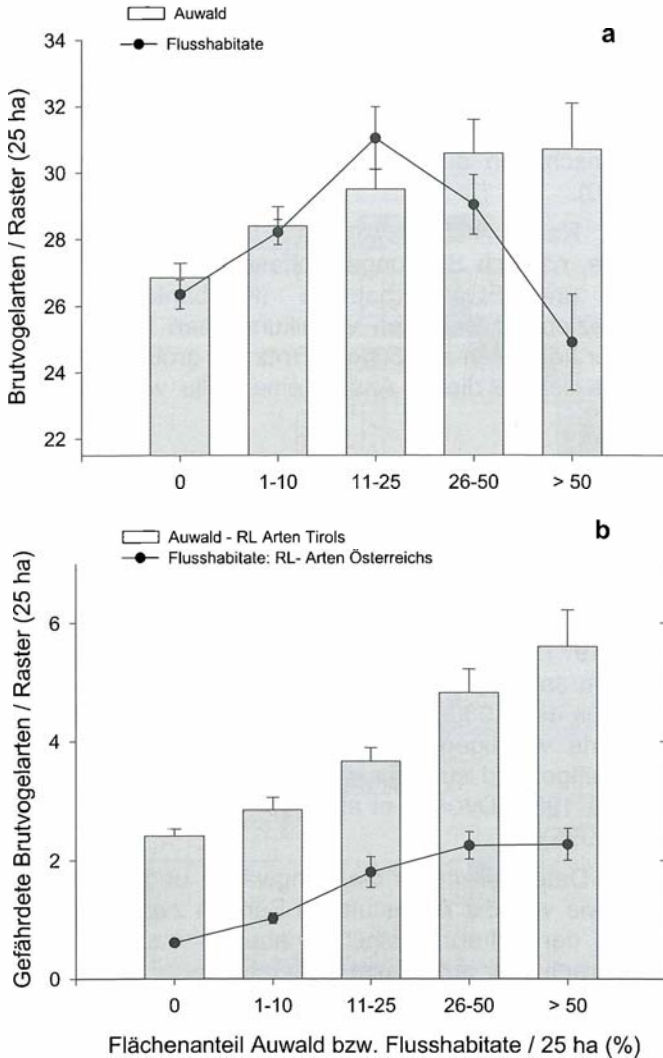 Auwald
Flusshabitate
a
Brutvogelarten / Raster (25 ha)
34
32
30
28
26
24
22
0
1-10
11-25
26-50
> 50
Auwald - RL Arten Tirols
Flusshabitate: RL- Arten Österreichs
b
Gefährdete Brutvogelarten / Raster (25 ha)
6
4
2
0
0
1-10
11-25
26-50
> 50
Flächenanteil Auwald bzw. Flusshabitate / 25 ha (%)